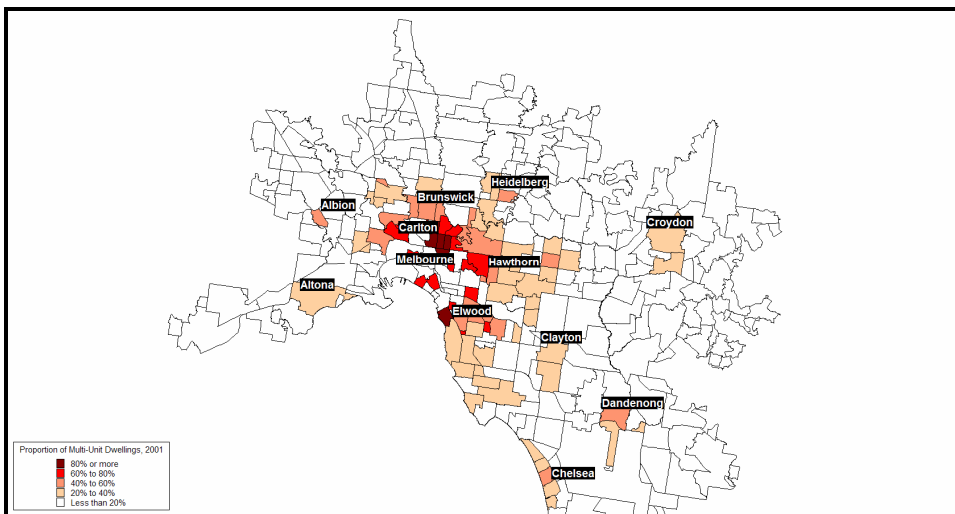 Heidelberg
Brunswick
Albion
Croydon
Carlton
Melbourne
Hawthorn
Altona
Elwood
Clayton
Dandenong
Chelsea
Proportion of Multi-Unit Dwellings, 2001
80% or more
60% to 80%
40% to 60%
20% to 40%
Less than 20%